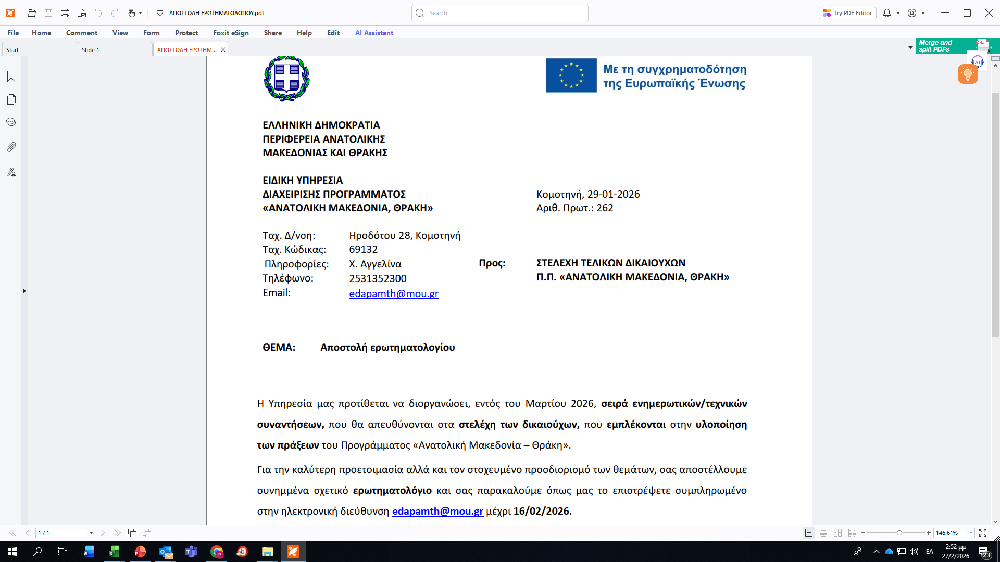 ΑΠΟΣΤΟΛΗ ΕΡΩΤΗΜΑΤΟΛΟΓΙΟΥ.pdf
Search
Try PDF Editor
File Home Comment View Form Protect Foxit eSign Share Help Edit AI Assistant
Start
Slide 1
ΑΠΟΣΤΟΛΗ ΕΡΩΤΗΜ...
Merge and
split PDFs
PDF
AI
Με τη συγχρηματοδότηση
της Ευρωπαϊκής Ένωσης
ΕΛΛΗΝΙΚΗ ΔΗΜΟΚΡΑΤΙΑ
ΠΕΡΙΦΕΡΕΙΑ ΑΝΑΤΟΛΙΚΗΣ
ΜΑΚΕΔΟΝΙΑΣ ΚΑΙ ΘΡΑΚΗΣ
ΕΙΔΙΚΗ ΥΠΗΡΕΣΙΑ
ΔΙΑΧΕΙΡΙΣΗΣ ΠΡΟΓΡΑΜΜΑΤΟΣ
«ΑΝΑΤΟΛΙΚΗ ΜΑΚΕΔΟΝΙΑ, ΘΡΑΚΗ»
Κομοτηνή, 29-01-2026
Αριθ. Πρωτ.: 262
Ταχ. Δ/νση: Ηροδότου 28, Κομοτηνή
Ταχ. Κώδικας: 69132
Πληροφορίες: Χ. Αγγελίνα
Τηλέφωνο: 2531352300
Email: edapamth@mou.gr
Προς: ΣΤΕΛΕΧΗ ΤΕΛΙΚΩΝ ΔΙΚΑΙΟΥΧΩΝ
Π.Π. «ΑΝΑΤΟΛΙΚΗ ΜΑΚΕΔΟΝΙΑ, ΘΡΑΚΗ»
ΘΕΜΑ: Αποστολή ερωτηματολογίου
Η Υπηρεσία μας προτίθεται να διοργανώσει, εντός του Μαρτίου 2026, σειρά ενημερωτικών/τεχνικών
συναντήσεων, που θα απευθύνονται στα στελέχη των δικαιούχων, που εμπλέκονται στην υλοποίηση
των πράξεων του Προγράμματος «Ανατολική Μακεδονία – Θράκη».
Για την καλύτερη προετοιμασία αλλά και τον στοχευμένο προσδιορισμό των θεμάτων, σας αποστέλλουμε
συνημμένα σχετικό ερωτηματολόγιο και σας παρακαλούμε όπως μας το επιστρέψετε συμπληρωμένο
στην ηλεκτρονική διεύθυνση edapamth@mou.gr μέχρι 16/02/2026.
1 / 1
146.61%
ΕΛ
2:52 μμ
27/2/2026
23